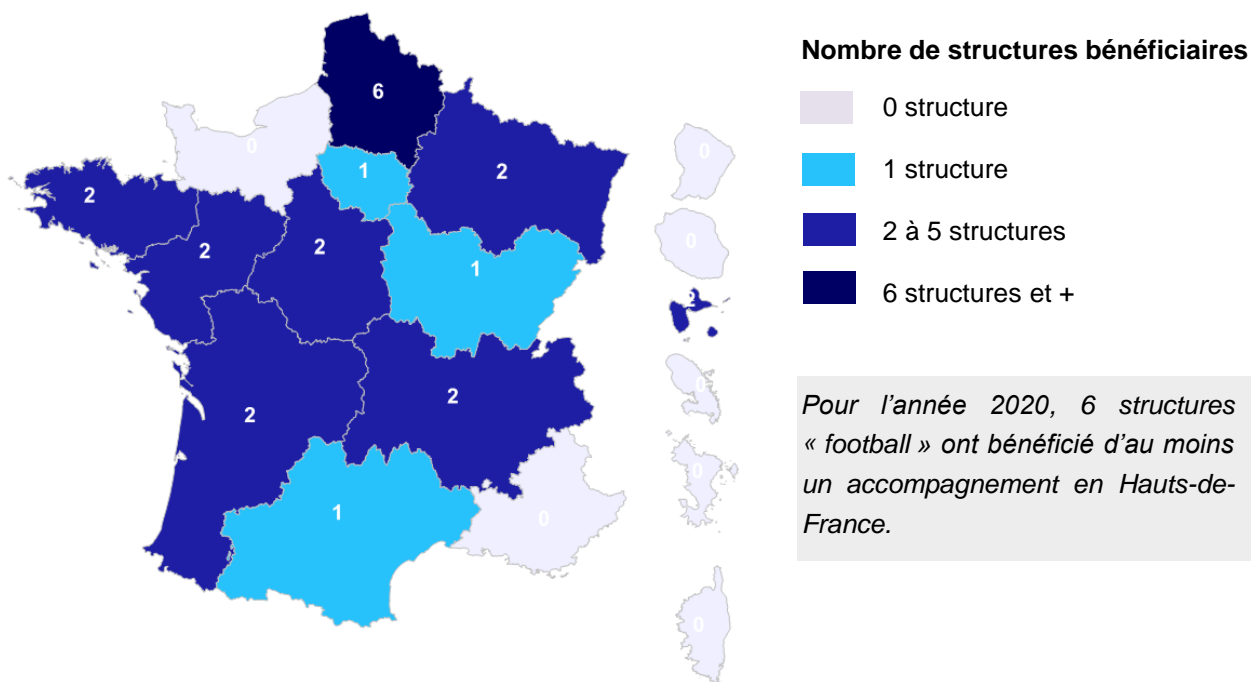 Nombre de structures bénéficiaires
0 structure
1 structure
2 à 5 structures
6 structures et +
Pour l'année 2020, 6 structures
« football » ont bénéficié d'au moins
un accompagnement en Hauts-de-
France.
6
0
1
2
2
2
2
1
2
2
1
0
0
0
2
0
0
0